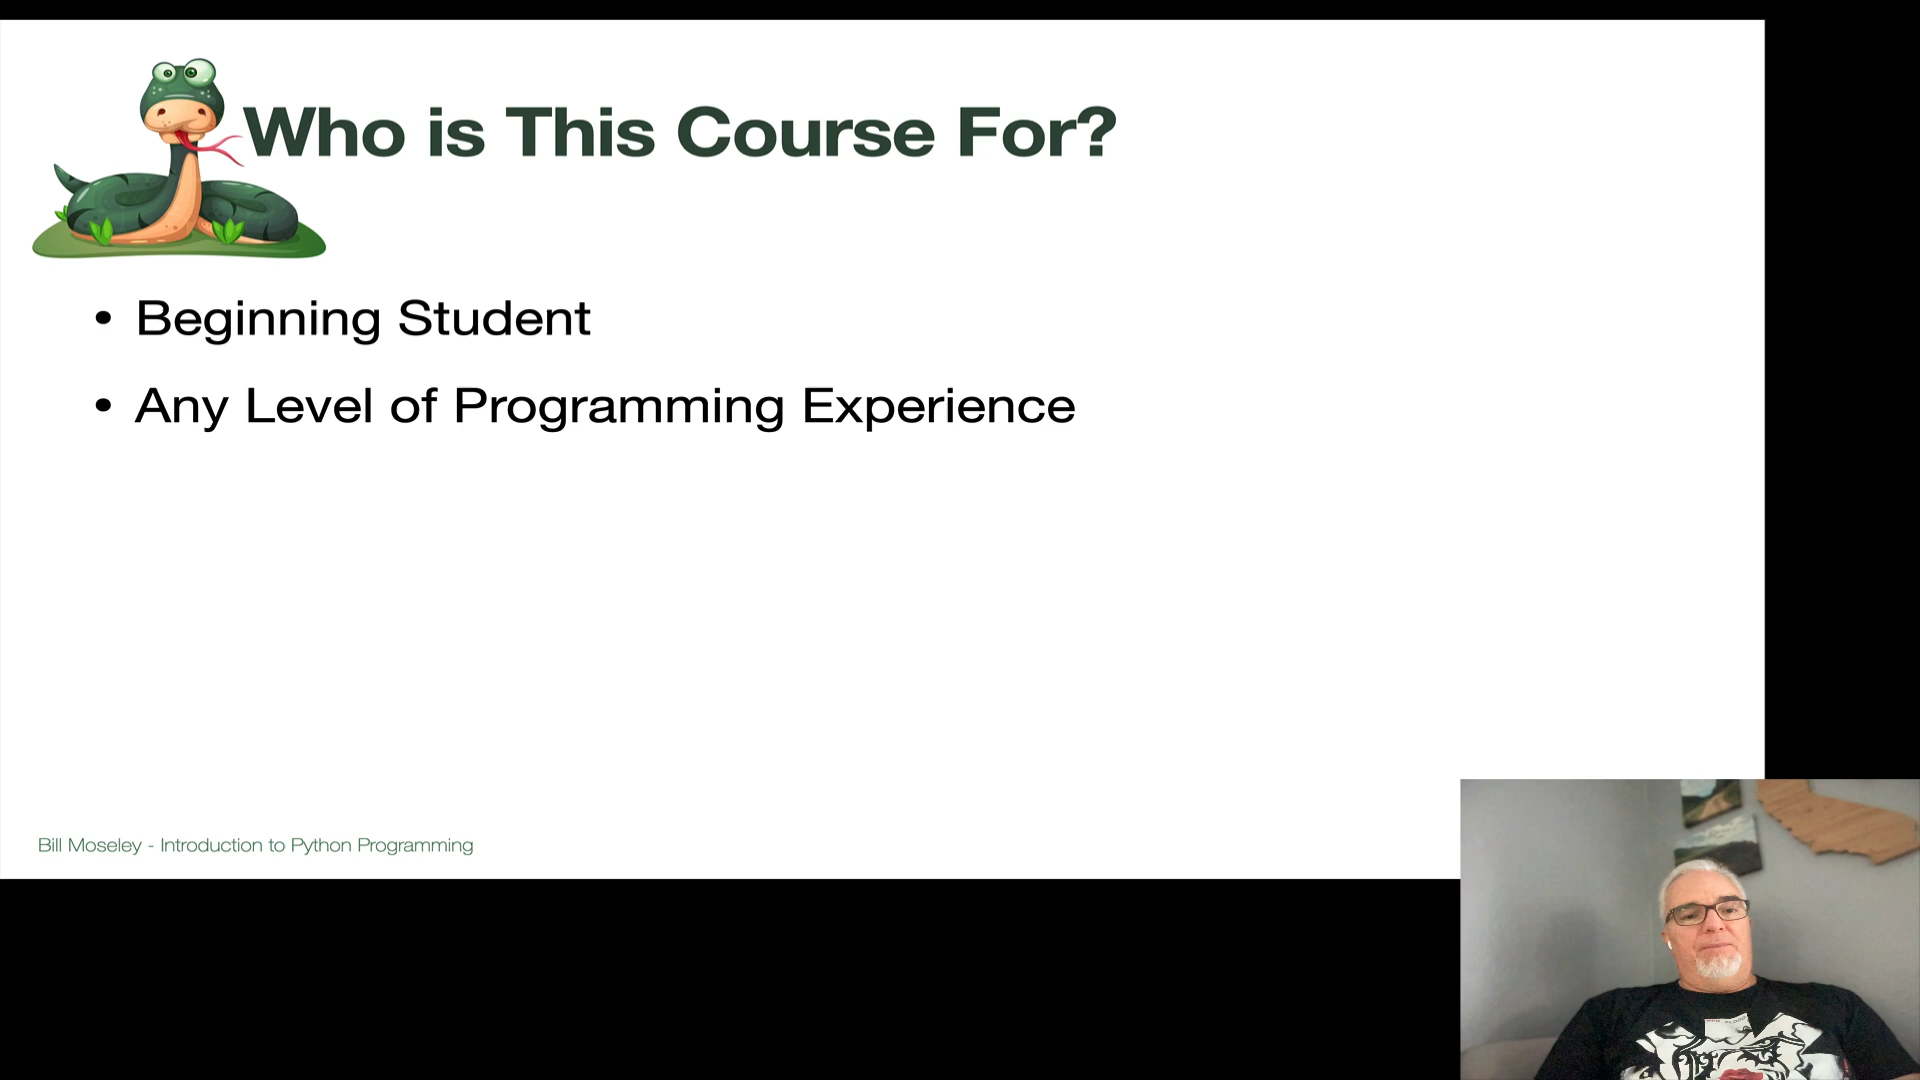 Who is This Course For?
• Beginning Student
• Any Level of Programming Experience
Bill Moseley - Introduction to Python Programming